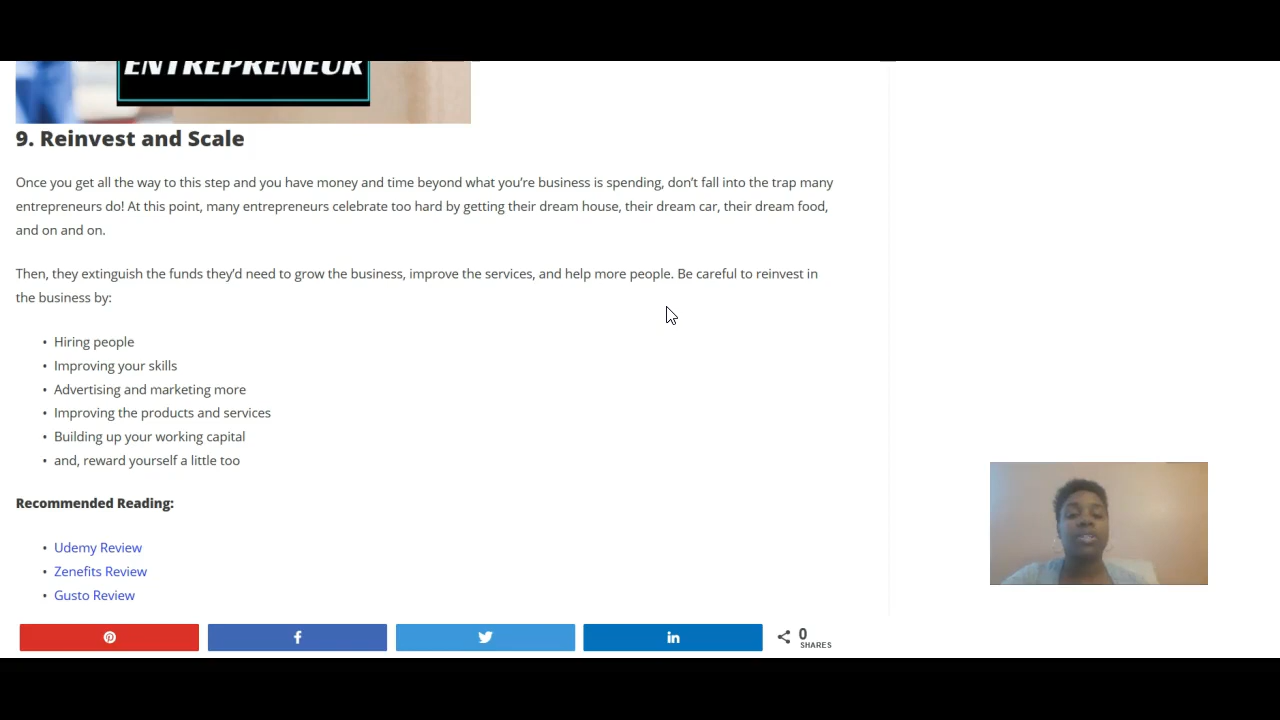 ENTREPRENEUR
9. Reinvest and Scale
Once you get all the way to this step and you have money and time beyond what you're business is spending, don't fall into the trap many
entrepreneurs do! At this point, many entrepreneurs celebrate too hard by getting their dream house, their dream car, their dream food,
and on and on.
Then, they extinguish the funds they'd need to grow the business, improve the services, and help more people. Be careful to reinvest in
the business by:
• Hiring people
• Improving your skills
• Advertising and marketing more
• Improving the products and services
• Building up your working capital
• and, reward yourself a little too
Recommended Reading:
• Udemy Review
• Zenefits Review
• Gusto Review
0
SHARES